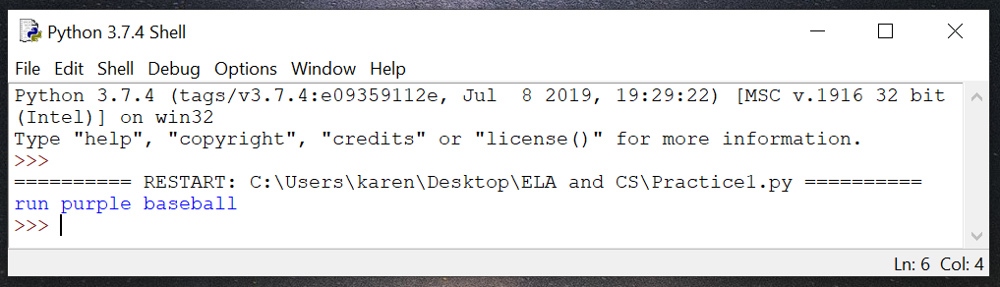 Python 3.7.4 Shell
File Edit Shell Debug Options Window Help
Python 3.7.4 (tags/v3.7.4:e09359112e, Jul  8 2019, 19:29:22) [MSC v.1916 32 bit
(Intel)] on win32
Type "help", "copyright", "credits" or "license()" for more information.
>>>
========== RESTART: C:\Users\karen\Desktop\ELA and CS\Practice1.py ==========
run purple baseball
>>>
Ln: 6 Col: 4